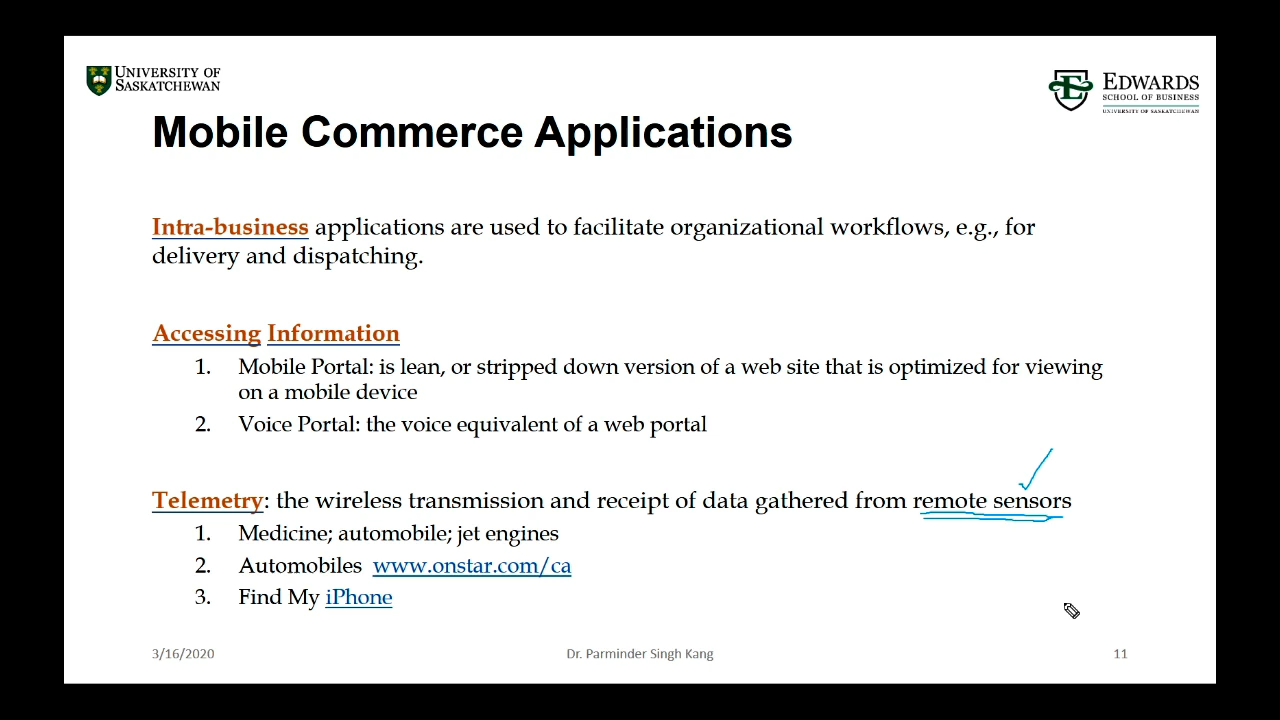 UNIVERSITY OF
SASKATCHEWAN
EDWARDS
SCHOOL OF BUSINESS
UNIVERSITY OF SASKATCHEWAN
Mobile Commerce Applications
Intra-business applications are used to facilitate organizational workflows, e.g., for
delivery and dispatching.
Accessing Information
1. Mobile Portal: is lean, or stripped down version of a web site that is optimized for viewing
on a mobile device
2. Voice Portal: the voice equivalent of a web portal
Telemetry: the wireless transmission and receipt of data gathered from remote sensors
1. Medicine; automobile; jet engines
2. Automobiles www.onstar.com/ca
3. Find My iPhone
3/16/2020 Dr. Parminder Singh Kang 11